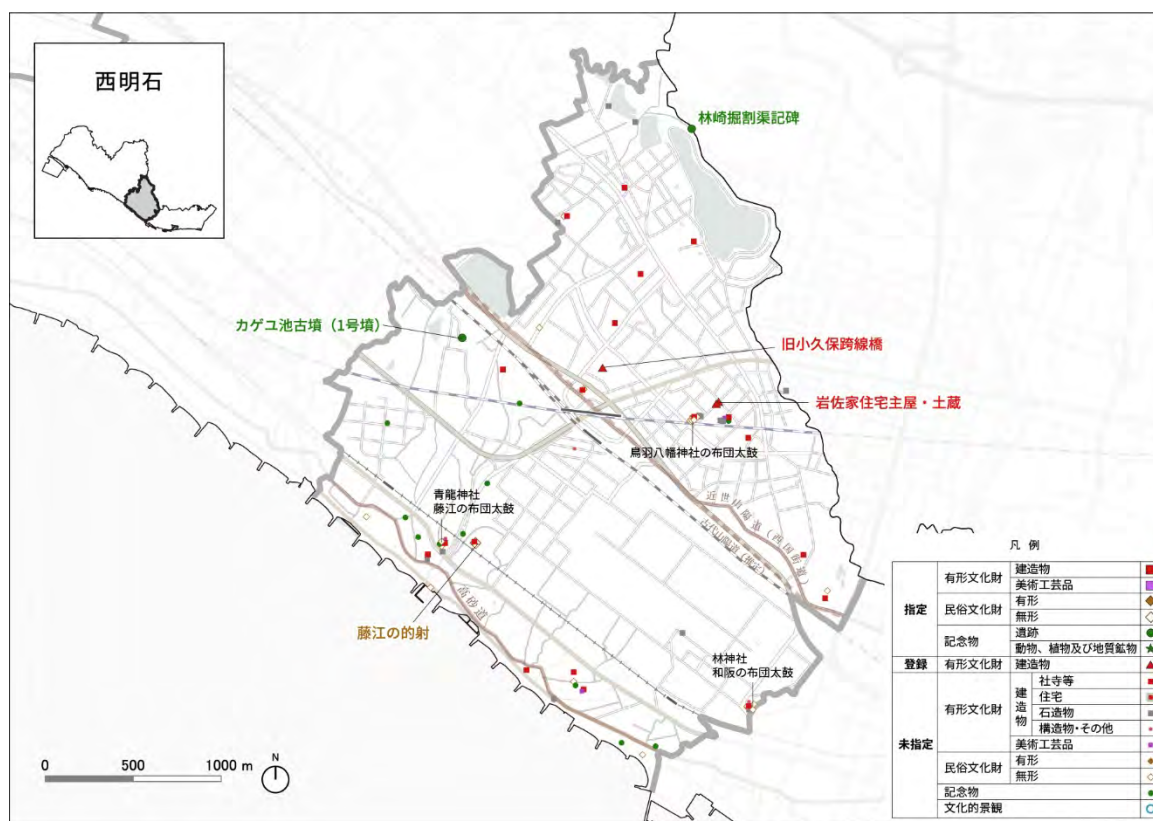 西明石
林崎掘割渠記碑
カゲユ池古墳（1号墳）
旧小久保跨線橋
岩佐家住宅主屋・土蔵
鳥羽八幡神社の布団太鼓
青龍神社
藤江の布団太鼓
近世山陽道（西国街道）
古代山陽道（推定）
高砂道
藤江の的射
林神社
和阪の布団太鼓
0 500 1000 m
N
凡 例
指定 有形文化財 建造物
美術工芸品
民俗文化財 有形
無形
記念物 遺跡
動物、植物及び地質鉱物
登録 有形文化財 建造物
未指定 有形文化財 建造物 社寺等
住宅
石造物
構造物・その他
美術工芸品
民俗文化財 有形
無形
記念物
文化的景観